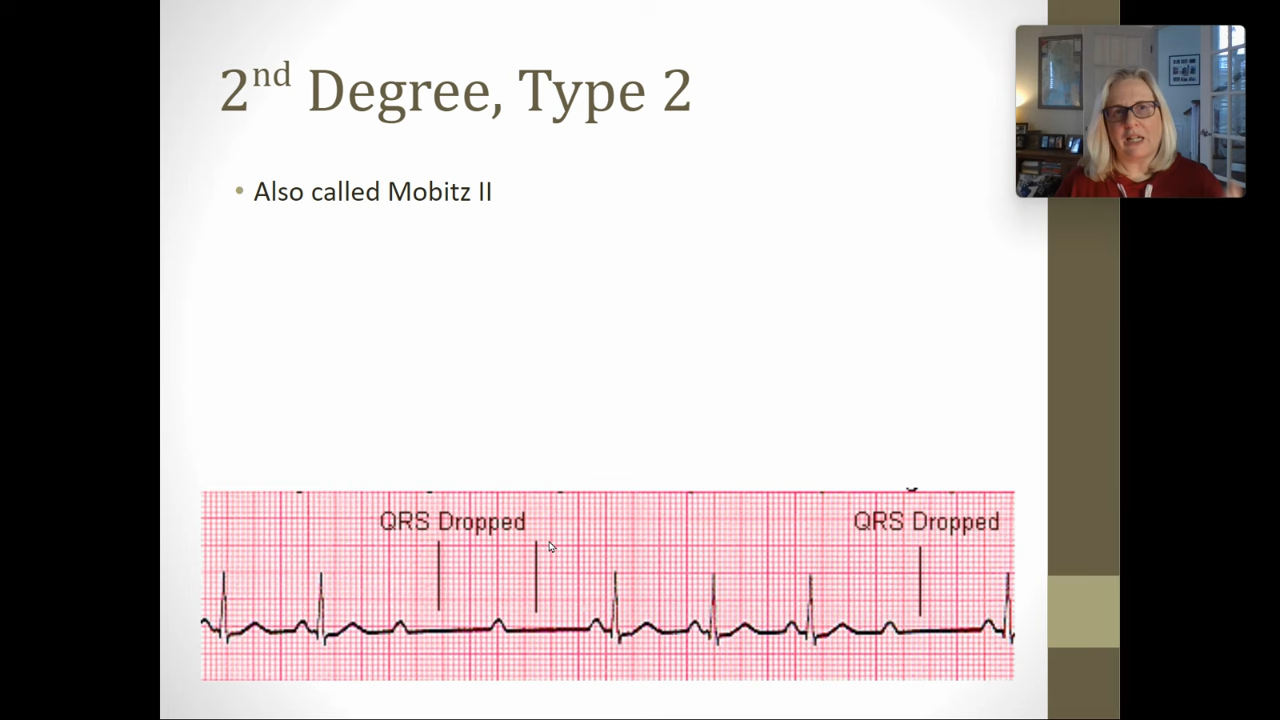 2nd Degree, Type 2
• Also called Mobitz II
QRS Dropped
QRS Dropped